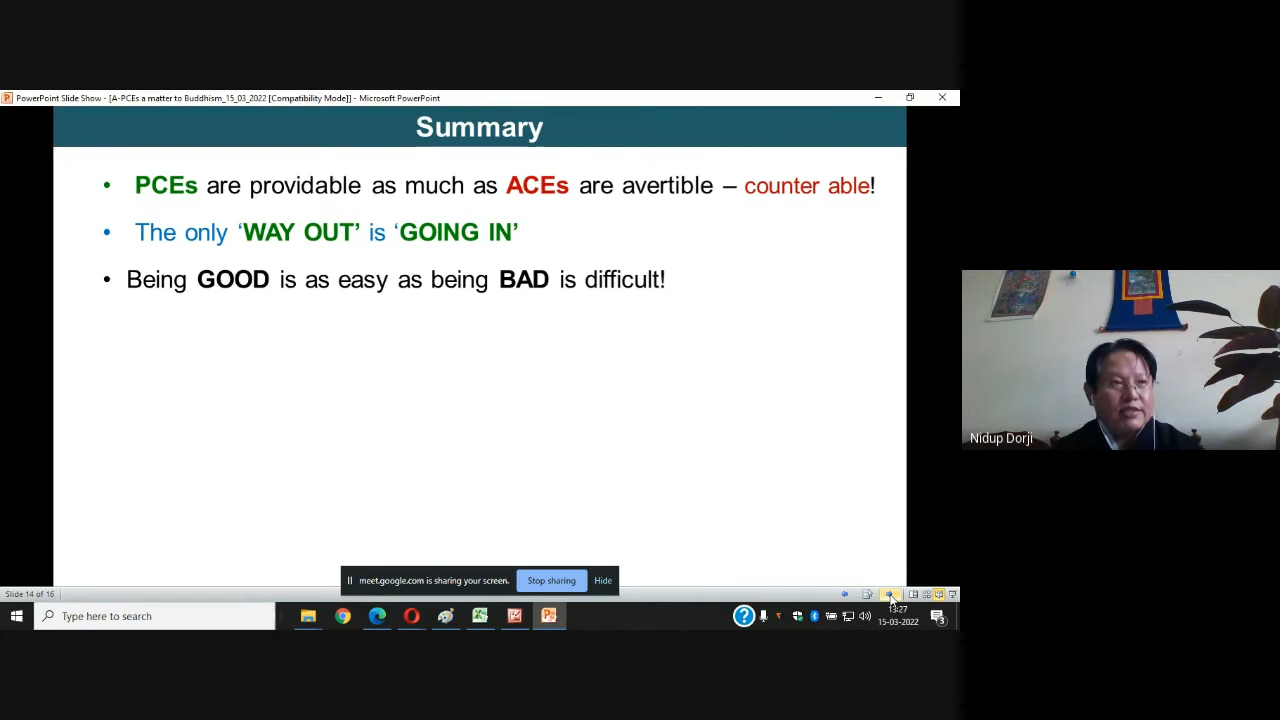 PowerPoint Slide Show - [A-PCEs a matter to Buddhism_15_03_2022 [Compatibility Mode]] - Microsoft PowerPoint
Summary
• PCEs are providable as much as ACEs are avertible – counter able!
• The only ‘WAY OUT’ is ‘GOING IN’
• Being GOOD is as easy as being BAD is difficult!
Nidup Dorji
meet.google.com is sharing your screen. Stop sharing Hide
Slide 14 of 16
Type here to search
13:27
15-03-2022
3